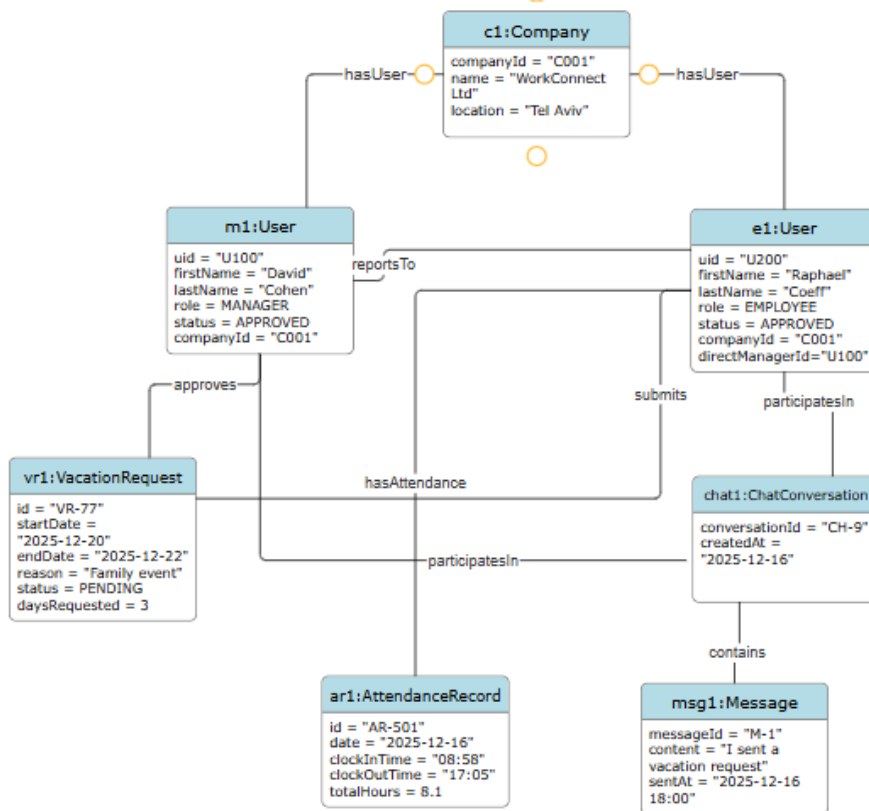 c1:Company
companyId = "C001"
name = "WorkConnect
Ltd"
location = "Tel Aviv"
hasUser
hasUser
m1:User
uid = "U100"
firstName = "David"
lastName = "Cohen"
role = MANAGER
status = APPROVED
companyId = "C001"
reportsTo
e1:User
uid = "U200"
firstName = "Raphael"
lastName = "Coeff"
role = EMPLOYEE
status = APPROVED
companyId = "C001"
directManagerId="U100"
approves
submits
participatesIn
vr1:VacationRequest
id = "VR-77"
startDate =
"2025-12-20"
endDate = "2025-12-22"
reason = "Family event"
status = PENDING
daysRequested = 3
hasAttendance
chat1:ChatConversation
conversationId = "CH-9"
createdAt =
"2025-12-16"
participatesIn
contains
ar1:AttendanceRecord
id = "AR-501"
date = "2025-12-16"
clockInTime = "08:58"
clockOutTime = "17:05"
totalHours = 8.1
msg1:Message
messageId = "M-1"
content = "I sent a
vacation request"
sentAt = "2025-12-16
18:00"